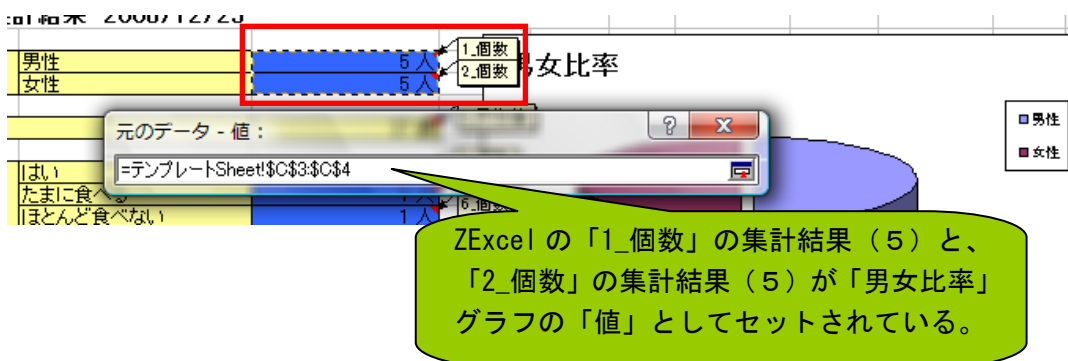 計結果 2008/12/25
男性 5 人 1_個数
女性 5 人 2_個数
男女比率
元のデータ - 値 :
=テンプレートSheet!$C$3:$C$4
男性
女性
はい
たまに食べる
ほとんど食べない 1 人 6_個数
ZExcel の「1_個数」の集計結果（５）と、
「2_個数」の集計結果（５）が「男女比率」
グラフの「値」としてセットされている。